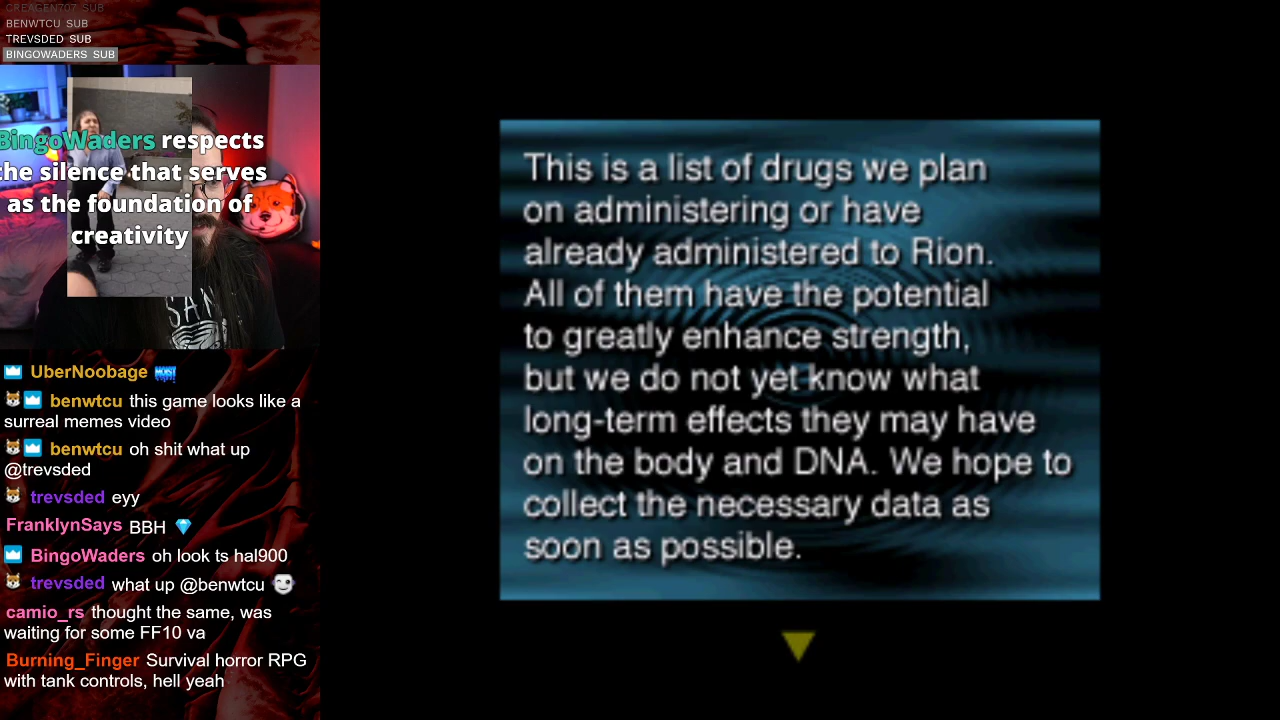 CREAGEN707 SUB
BENWTCU SUB
TREVSDED SUB
BINGOWADERS SUB
BingoWaders respects
the silence that serves
as the foundation of
creativity
SAN
UberNoobage
benwtcu this game looks like a
surreal memes video
benwtcu oh shit what up
@trevsded
trevsded eyy
FranklynSays BBH
BingoWaders oh look ts hal900
trevsded what up @benwtcu
camio_rs thought the same, was
waiting for some FF10 va
Burning_Finger Survival horror RPG
with tank controls, hell yeah
This is a list of drugs we plan
on administering or have
already administered to Rion.
All of them have the potential
to greatly enhance strength,
but we do not yet know what
long-term effects they may have
on the body and DNA. We hope to
collect the necessary data as
soon as possible.